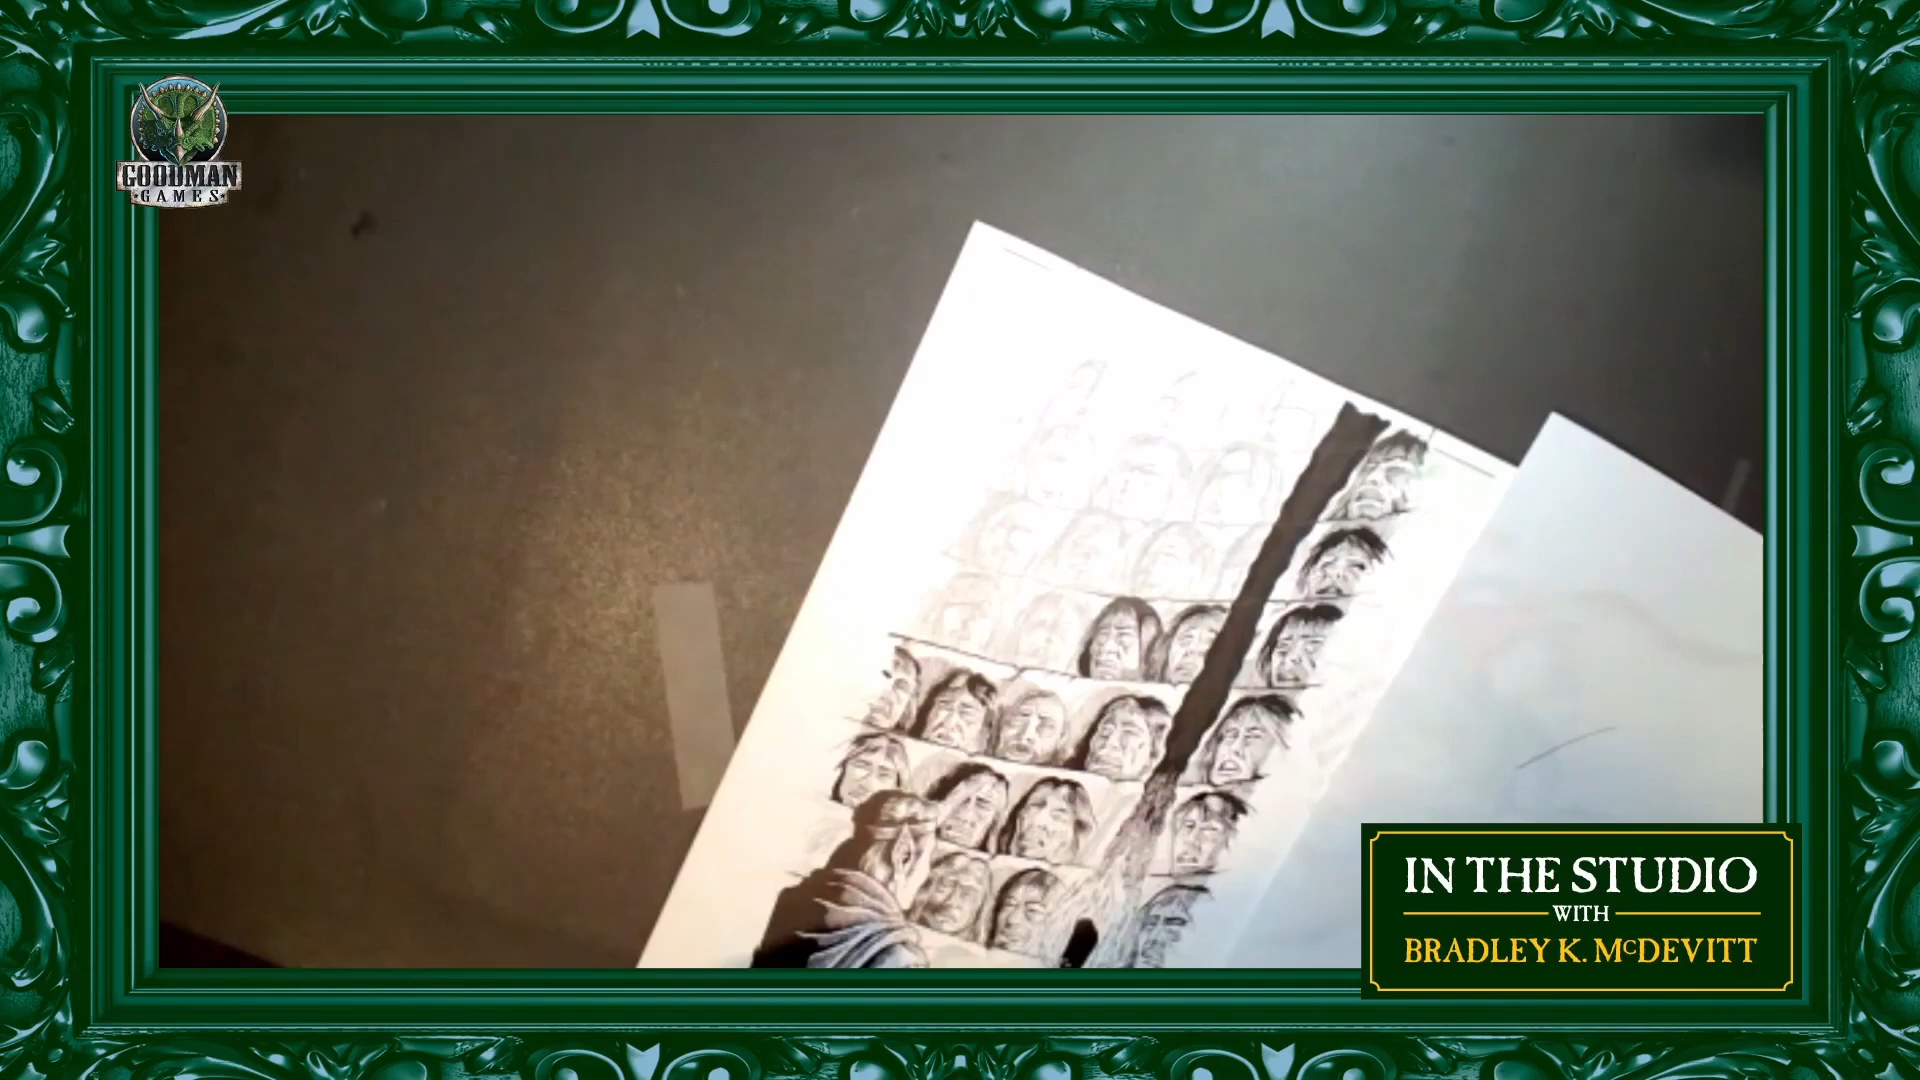 GOODMAN
GAMES
IN THE STUDIO
WITH
BRADLEY K. McDEVITT